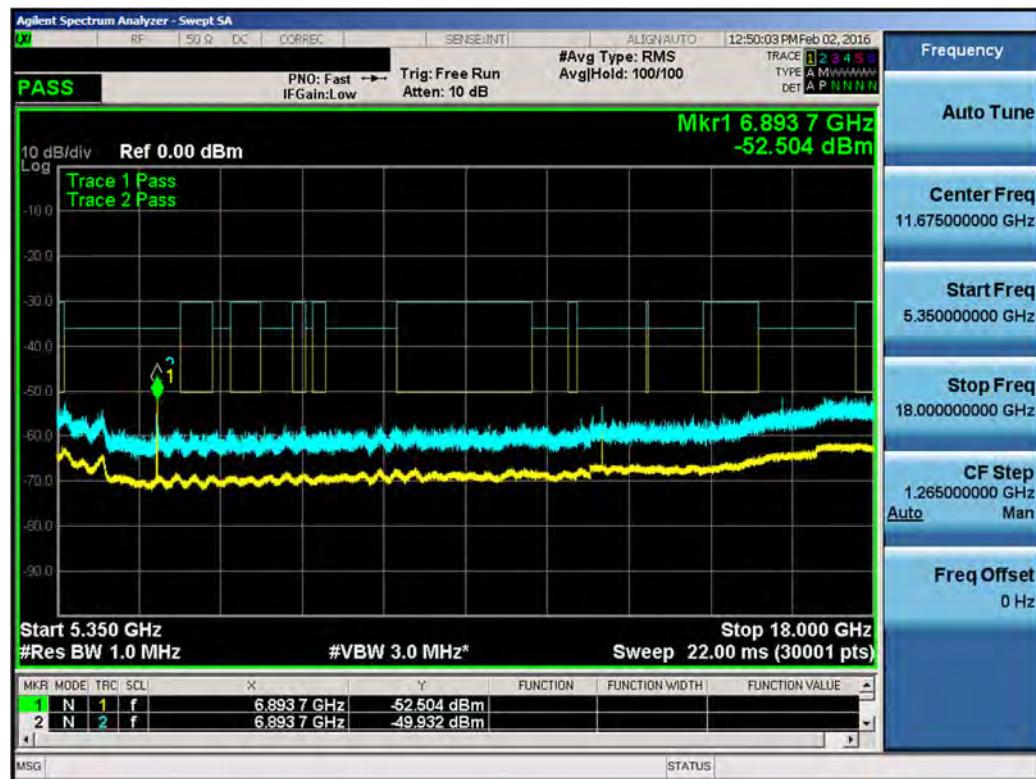 Agilent Spectrum Analyzer - Swept SA
RF 50 Ω DC CORREC SENSE:INT ALIGN AUTO 12:50:03 PM Feb 02, 2016
PASS
PNO: Fast
IFGain:Low
Trig: Free Run
Atten: 10 dB
#Avg Type: RMS
Avg|Hold: 100/100
TRACE 1 2 3 4 5 6
TYPE A M W W W W
DET A P N N N N
Mkr1 6.893 7 GHz
-52.504 dBm
10 dB/div Ref 0.00 dBm
Log
Trace 1 Pass
Trace 2 Pass
-10.0
-20.0
-30.0
-40.0
-50.0
-60.0
-70.0
-80.0
-90.0
2
1
Start 5.350 GHz Stop 18.000 GHz
#Res BW 1.0 MHz #VBW 3.0 MHz* Sweep 22.00 ms (30001 pts)
MKR MODE TRC SCL X Y FUNCTION FUNCTION WIDTH FUNCTION VALUE
1 N 1 f 6.893 7 GHz -52.504 dBm
2 N 2 f 6.893 7 GHz -49.932 dBm
MSG STATUS
Frequency
Auto Tune
Center Freq
11.675000000 GHz
Start Freq
5.350000000 GHz
Stop Freq
18.000000000 GHz
CF Step
1.265000000 GHz
Auto Man
Freq Offset
0 Hz